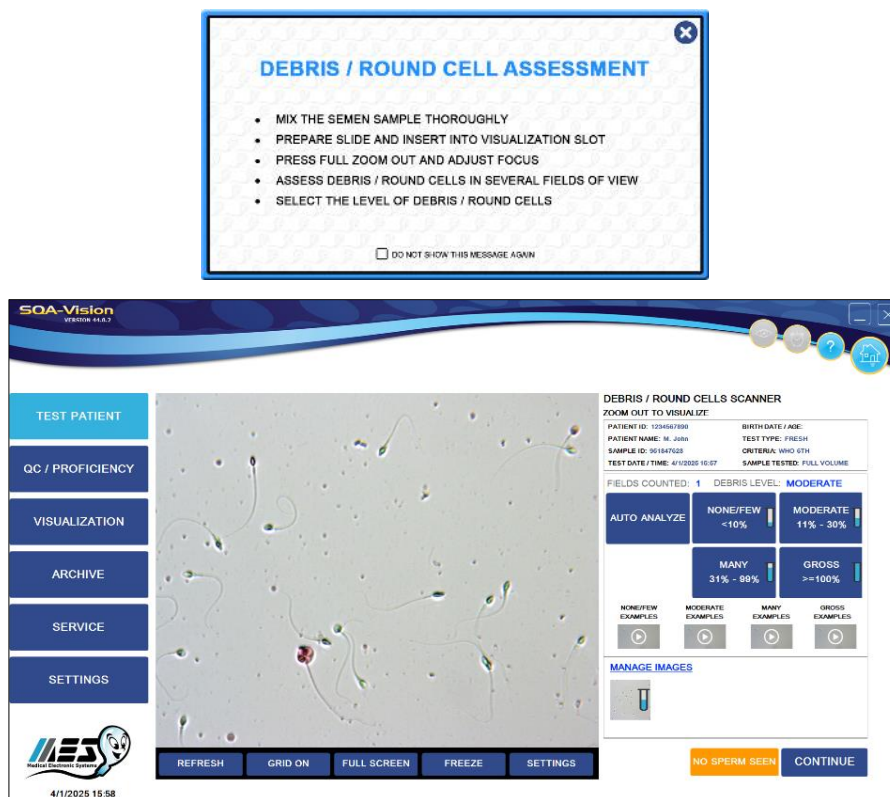 DEBRIS / ROUND CELL ASSESSMENT
• MIX THE SEMEN SAMPLE THOROUGHLY
• PREPARE SLIDE AND INSERT INTO VISUALIZATION SLOT
• PRESS FULL ZOOM OUT AND ADJUST FOCUS
• ASSESS DEBRIS / ROUND CELLS IN SEVERAL FIELDS OF VIEW
• SELECT THE LEVEL OF DEBRIS / ROUND CELLS
DO NOT SHOW THIS MESSAGE AGAIN
SQA-Vision
VERSION 44.0.2
?
TEST PATIENT
QC / PROFICIENCY
VISUALIZATION
ARCHIVE
SERVICE
SETTINGS
MES
Medical Electronic Systems
4/1/2025 15:58
REFRESH
GRID ON
FULL SCREEN
FREEZE
SETTINGS
DEBRIS / ROUND CELLS SCANNER
ZOOM OUT TO VISUALIZE
PATIENT ID: 1234567890
BIRTH DATE / AGE:
PATIENT NAME: M. John
TEST TYPE: FRESH
SAMPLE ID: 961847628
CRITERIA: WHO 6TH
TEST DATE / TIME: 4/1/2025 10:57
SAMPLE TESTED: FULL VOLUME
FIELDS COUNTED: 1 DEBRIS LEVEL: MODERATE
AUTO ANALYZE
NONE/FEW
<10%
MODERATE
11% - 30%
MANY
31% - 99%
GROSS
>=100%
NONE/FEW
EXAMPLES
MODERATE
EXAMPLES
MANY
EXAMPLES
GROSS
EXAMPLES
MANAGE IMAGES
NO SPERM SEEN
CONTINUE